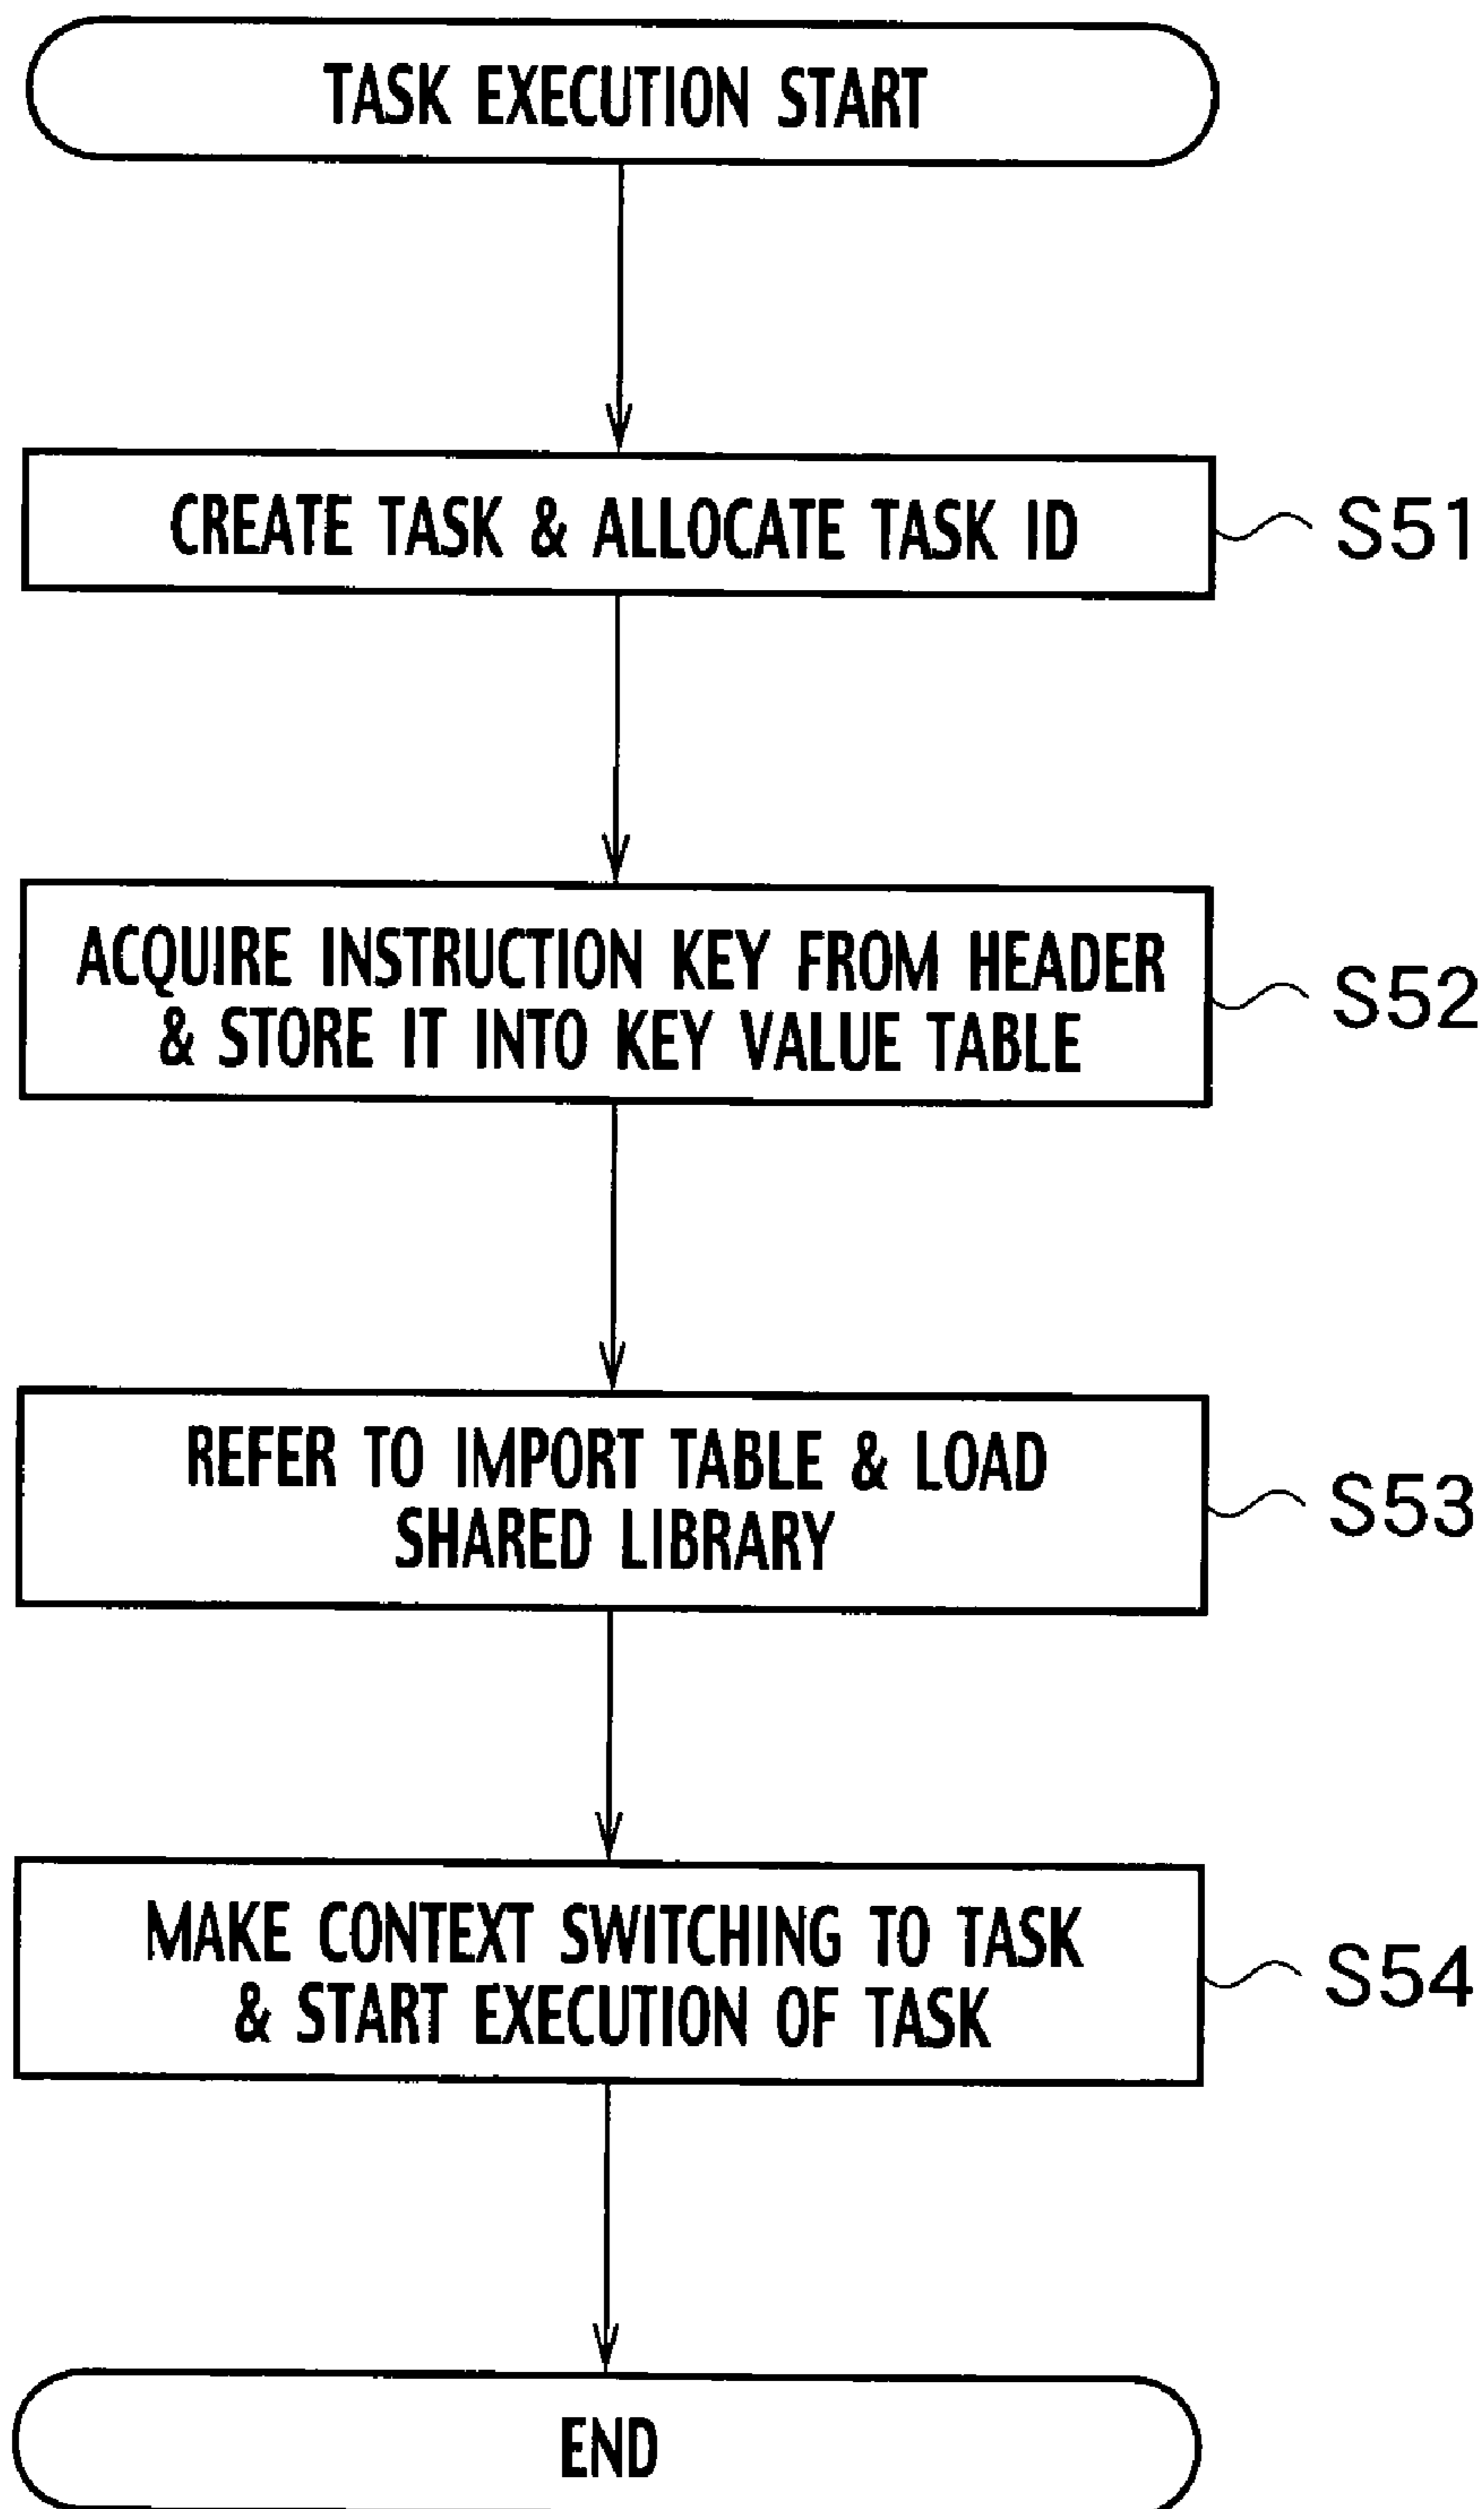 TASK EXECUTION START
CREATE TASK & ALLOCATE TASK ID
S51
ACQUIRE INSTRUCTION KEY FROM HEADER
& STORE IT INTO KEY VALUE TABLE
S52
REFER TO IMPORT TABLE & LOAD
SHARED LIBRARY
S53
MAKE CONTEXT SWITCHING TO TASK
& START EXECUTION OF TASK
S54
END